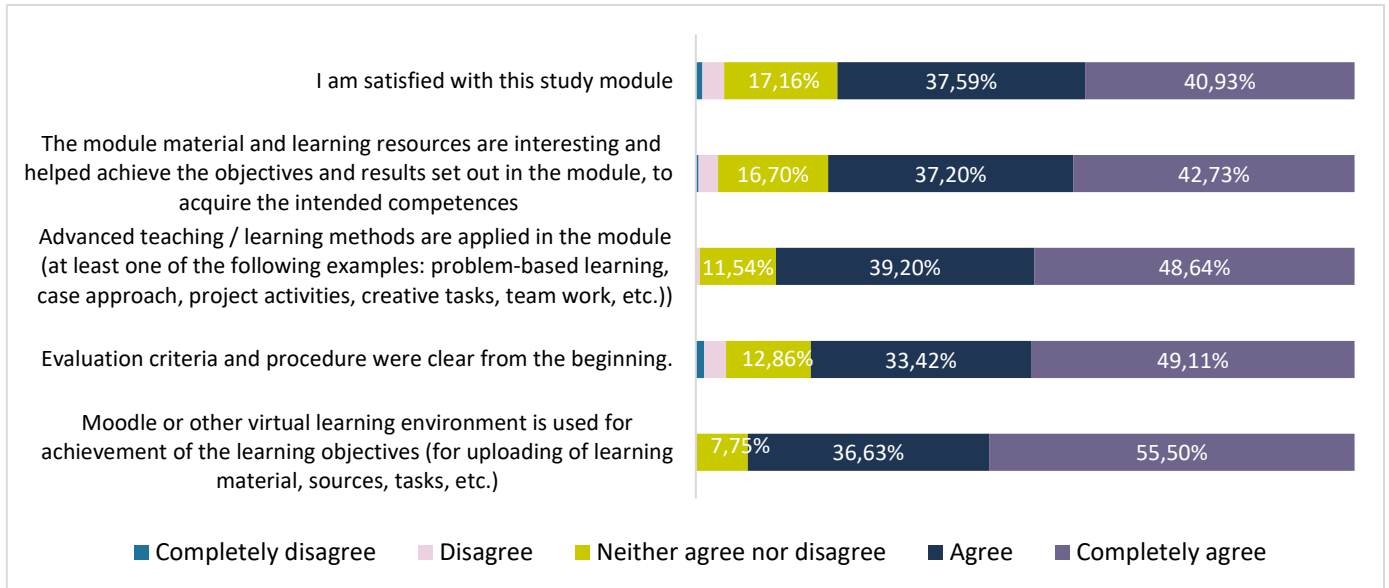 I am satisfied with this study module
17,16% 37,59% 40,93%
The module material and learning resources are interesting and
helped achieve the objectives and results set out in the module, to
acquire the intended competences
16,70% 37,20% 42,73%
Advanced teaching / learning methods are applied in the module
(at least one of the following examples: problem-based learning,
case approach, project activities, creative tasks, team work, etc.))
11,54% 39,20% 48,64%
Evaluation criteria and procedure were clear from the beginning.
12,86% 33,42% 49,11%
Moodle or other virtual learning environment is used for
achievement of the learning objectives (for uploading of learning
material, sources, tasks, etc.)
7,75% 36,63% 55,50%
Completely disagree Disagree Neither agree nor disagree Agree Completely agree